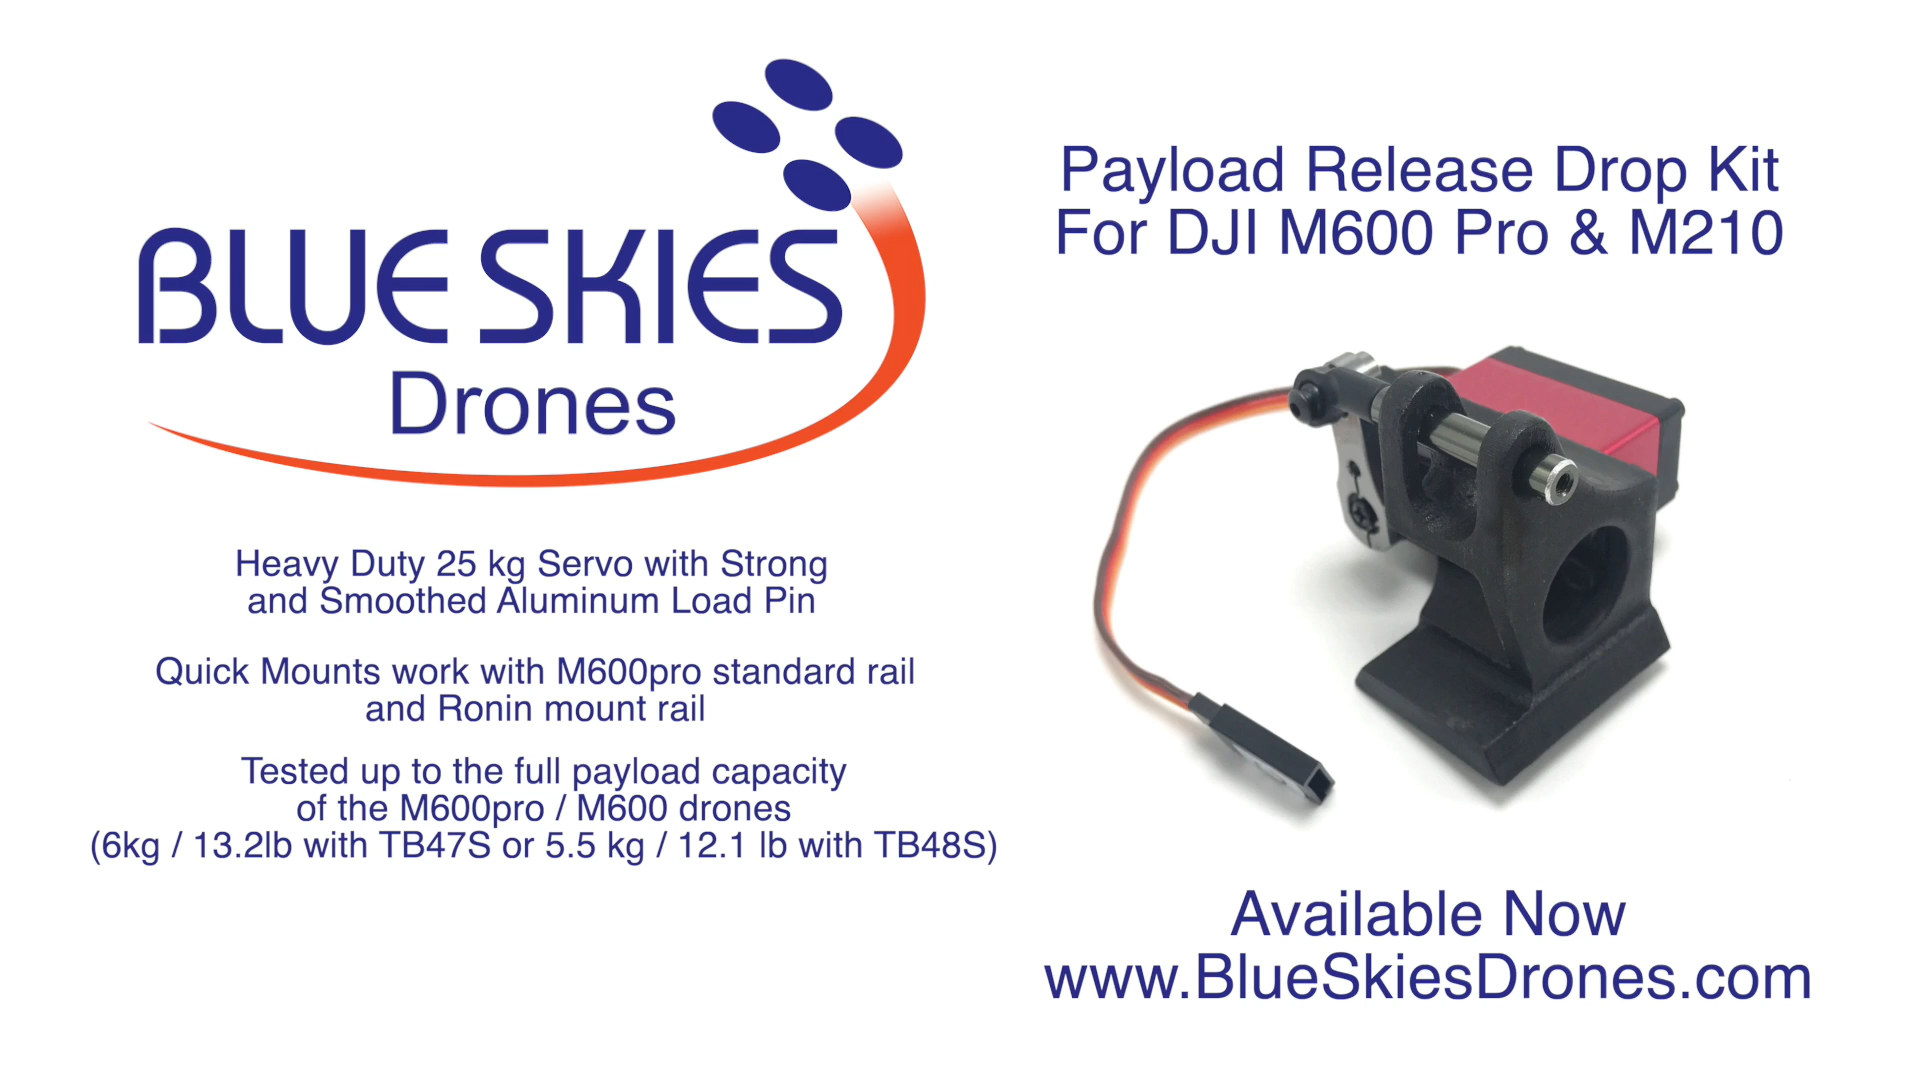 BLUE SKIES
Drones
Heavy Duty 25 kg Servo with Strong
and Smoothed Aluminum Load Pin
Quick Mounts work with M600pro standard rail
and Ronin mount rail
Tested up to the full payload capacity
of the M600pro / M600 drones
(6kg / 13.2lb with TB47S or 5.5 kg / 12.1 lb with TB48S)
Payload Release Drop Kit
For DJI M600 Pro & M210
Available Now
www.BlueSkiesDrones.com